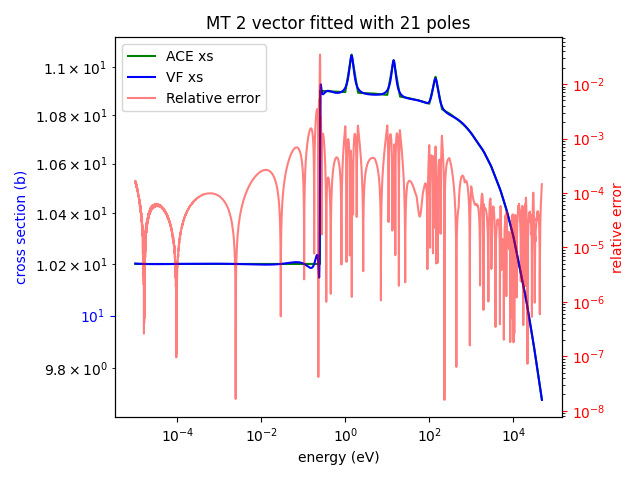 MT 2 vector fitted with 21 poles
ACE xs
VF xs
Relative error
1.1 × 10¹
1.08 × 10¹
1.06 × 10¹
1.04 × 10¹
1.02 × 10¹
10¹
9.8 × 10⁰
cross section (b)
10⁻²
10⁻³
10⁻⁴
10⁻⁵
10⁻⁶
10⁻⁷
10⁻⁸
relative error
10⁻⁴ 10⁻² 10⁰ 10² 10⁴
energy (eV)